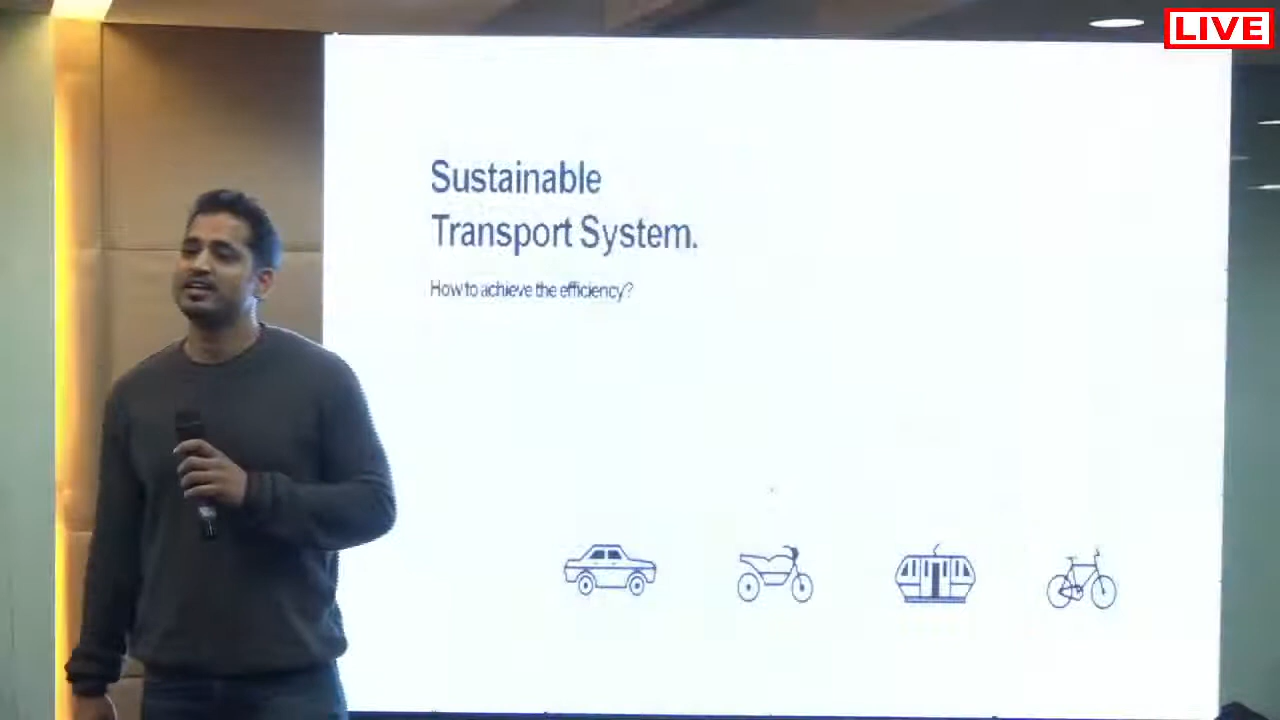 LIVE
Sustainable
Transport System.
How to achieve the efficiency?